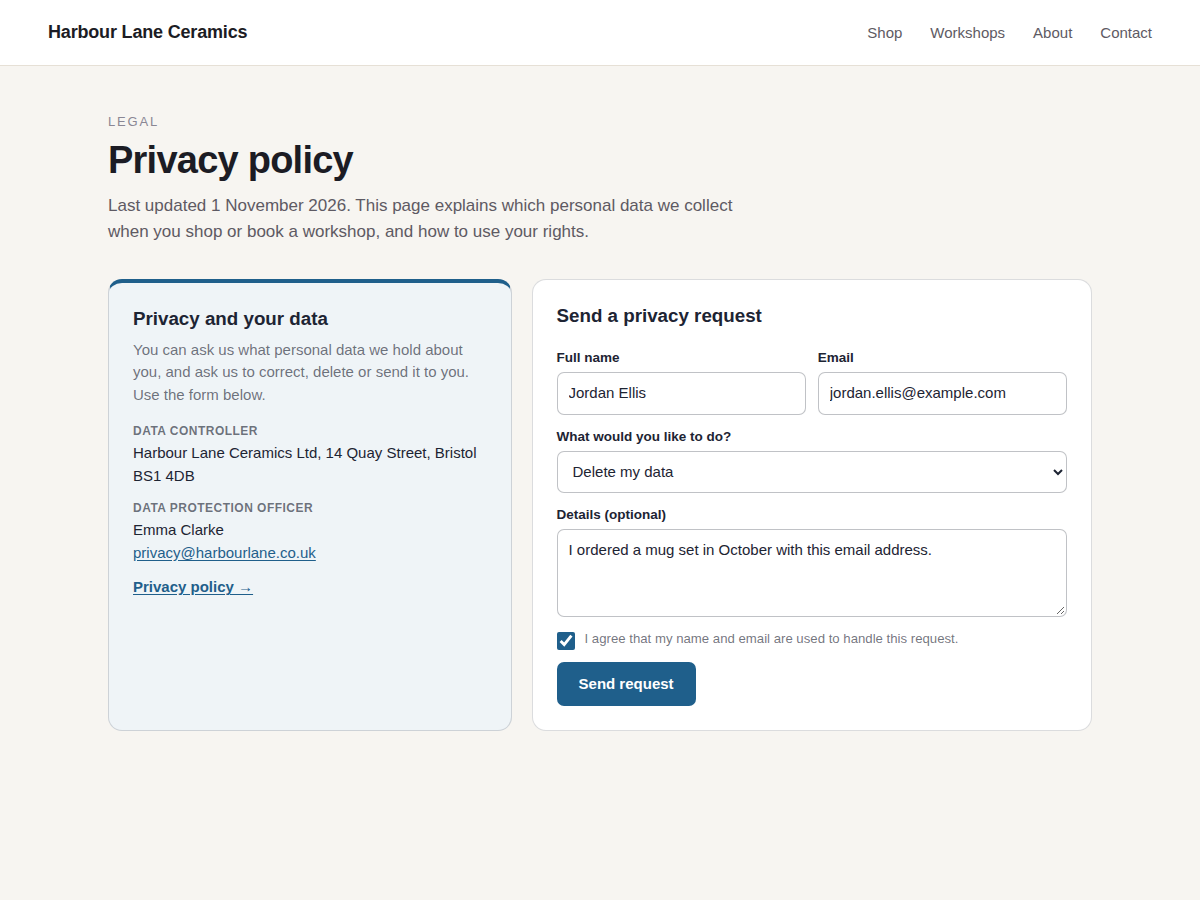 Harbour Lane Ceramics
Shop
Workshops
About
Contact
LEGAL
Privacy policy
Last updated 1 November 2026. This page explains which personal data we collect
when you shop or book a workshop, and how to use your rights.
Privacy and your data
You can ask us what personal data we hold about
you, and ask us to correct, delete or send it to you.
Use the form below.
DATA CONTROLLER
Harbour Lane Ceramics Ltd, 14 Quay Street, Bristol
BS1 4DB
DATA PROTECTION OFFICER
Emma Clarke
privacy@harbourlane.co.uk
Privacy policy →
Send a privacy request
Full name
Jordan Ellis
Email
jordan.ellis@example.com
What would you like to do?
Delete my data
Details (optional)
I ordered a mug set in October with this email address.
I agree that my name and email are used to handle this request.
Send request